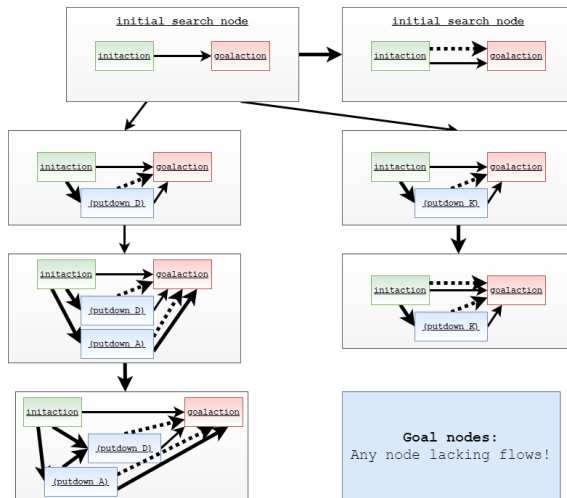 initial search node
initaction
goalaction
initial search node
initaction
goalaction
initaction
goalaction
(putdown D)
initaction
goalaction
(putdown K)
initaction
goalaction
(putdown D)
(putdown A)
initaction
goalaction
(putdown K)
initaction
goalaction
(putdown D)
(putdown A)
Goal nodes:
Any node lacking flows!